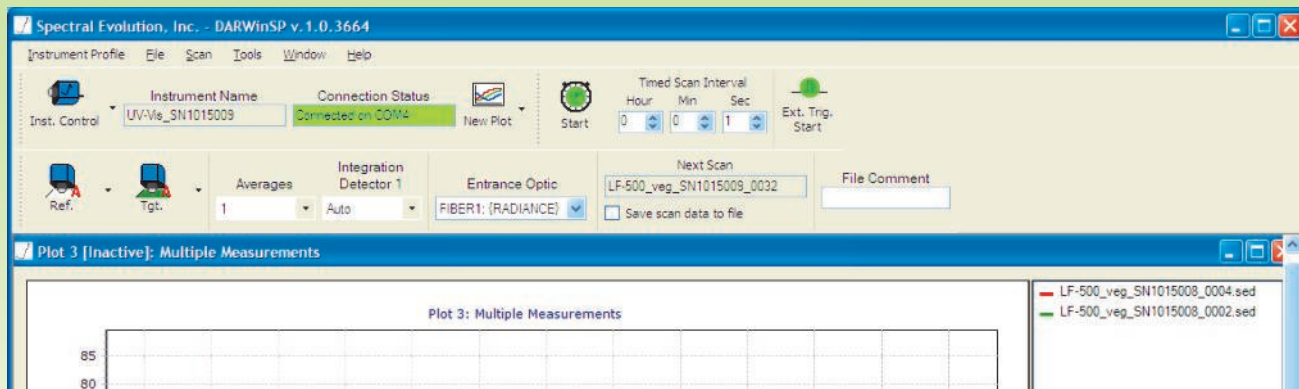 Spectral Evolution, Inc. - DARWinSP v.1.0.3664
Instrument Profile File Scan Tools Window Help
Inst. Control
Instrument Name
UV-Vis_SN1015009
Connection Status
Connected on COM4
New Plot
Start
Timed Scan Interval
Hour Min Sec
0 0 1
Ext. Trig.
Start
Ref.
Tgt.
Averages
1
Integration
Detector 1
Auto
Entrance Optic
FIBER1: {RADIANCE}
Next Scan
LF-500_veg_SN1015009_0032
Save scan data to file
File Comment
Plot 3 [Inactive]: Multiple Measurements
Plot 3: Multiple Measurements
85
80
LF-500_veg_SN1015008_0004.sed
LF-500_veg_SN1015008_0002.sed